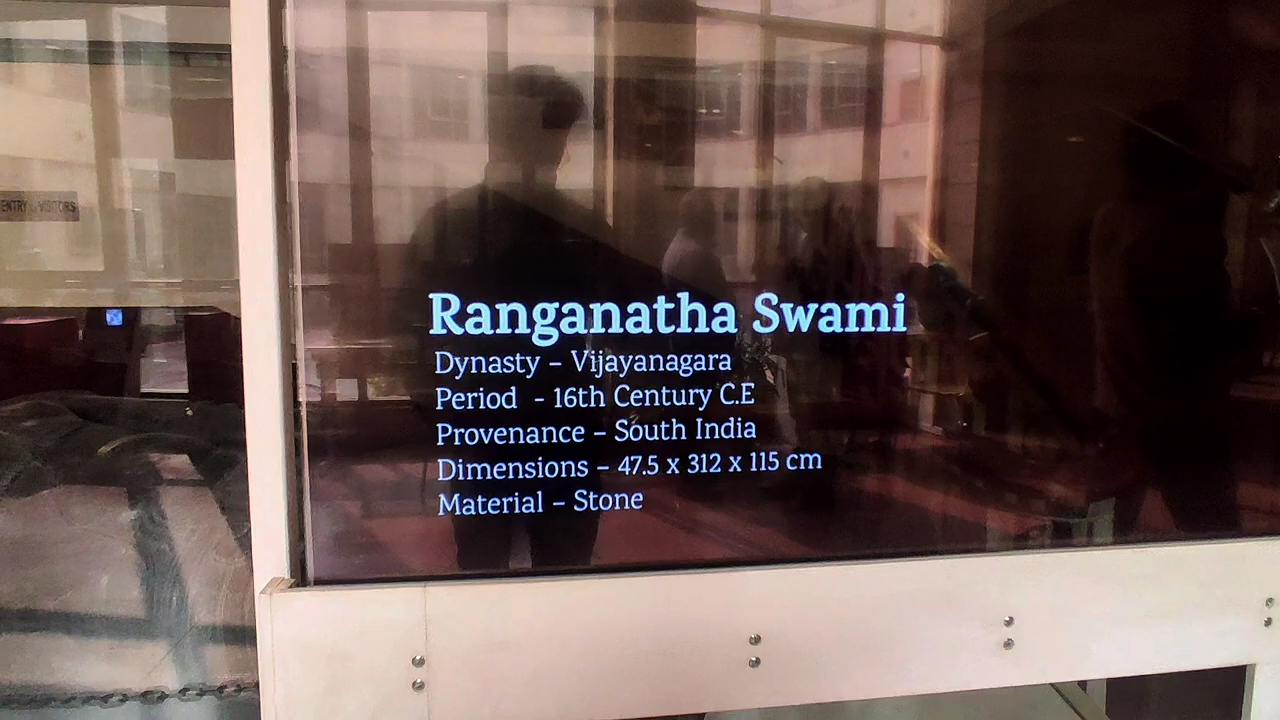 ENTRY VISITORS
Ranganatha Swami
Dynasty – Vijayanagara
Period - 16th Century C.E
Provenance – South India
Dimensions – 47.5 x 312 x 115 cm
Material – Stone